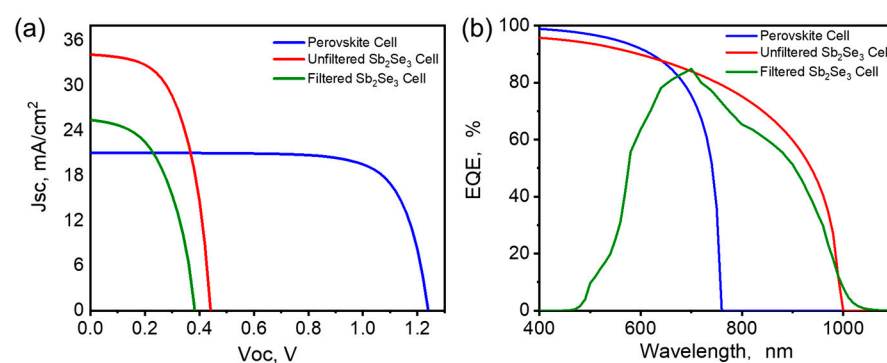 (a)
Jsc, mA/cm²
36
30
24
18
12
6
0
0.0 0.2 0.4 0.6 0.8 1.0 1.2
Voc, V
Perovskite Cell
Unfiltered Sb₂Se₃ Cell
Filtered Sb₂Se₃ Cell
(b)
EQE, %
100
80
60
40
20
0
400 600 800 1000
Wavelength, nm
Perovskite Cell
Unfiltered Sb₂Se₃ Cell
Filtered Sb₂Se₃ Cell